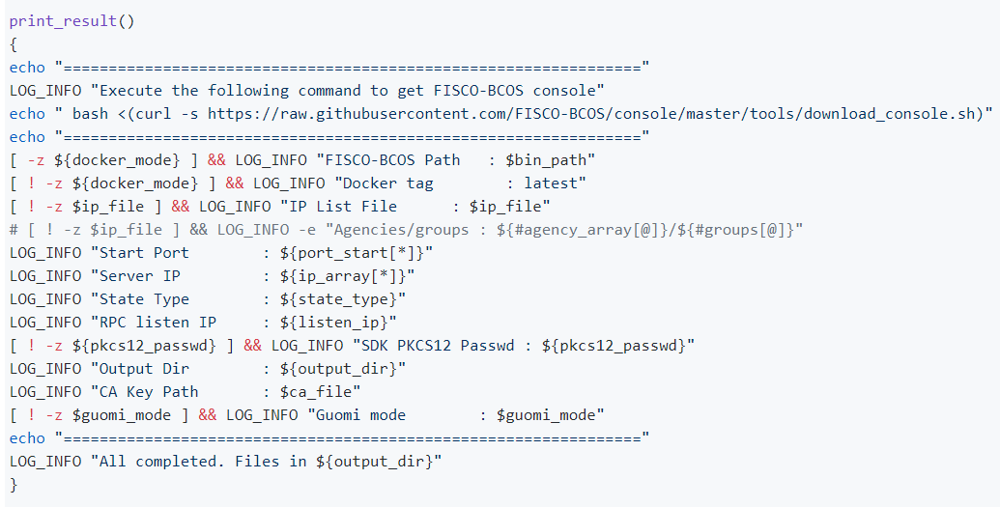 print_result()
{
echo "================================================================"
LOG_INFO "Execute the following command to get FISCO-BCOS console"
echo " bash <(curl -s https://raw.githubusercontent.com/FISCO-BCOS/console/master/tools/download_console.sh)"
echo "================================================================"
[ -z ${docker_mode} ] && LOG_INFO "FISCO-BCOS Path   : $bin_path"
[ ! -z ${docker_mode} ] && LOG_INFO "Docker tag        : latest"
[ ! -z $ip_file ] && LOG_INFO "IP List File      : $ip_file"
# [ ! -z $ip_file ] && LOG_INFO -e "Agencies/groups : ${#agency_array[@]}/${#groups[@]}"
LOG_INFO "Start Port        : ${port_start[*]}"
LOG_INFO "Server IP         : ${ip_array[*]}"
LOG_INFO "State Type        : ${state_type}"
LOG_INFO "RPC listen IP     : ${listen_ip}"
[ ! -z ${pkcs12_passwd} ] && LOG_INFO "SDK PKCS12 Passwd : ${pkcs12_passwd}"
LOG_INFO "Output Dir        : ${output_dir}"
LOG_INFO "CA Key Path       : $ca_file"
[ ! -z $guomi_mode ] && LOG_INFO "Guomi mode        : $guomi_mode"
echo "================================================================"
LOG_INFO "All completed. Files in ${output_dir}"
}